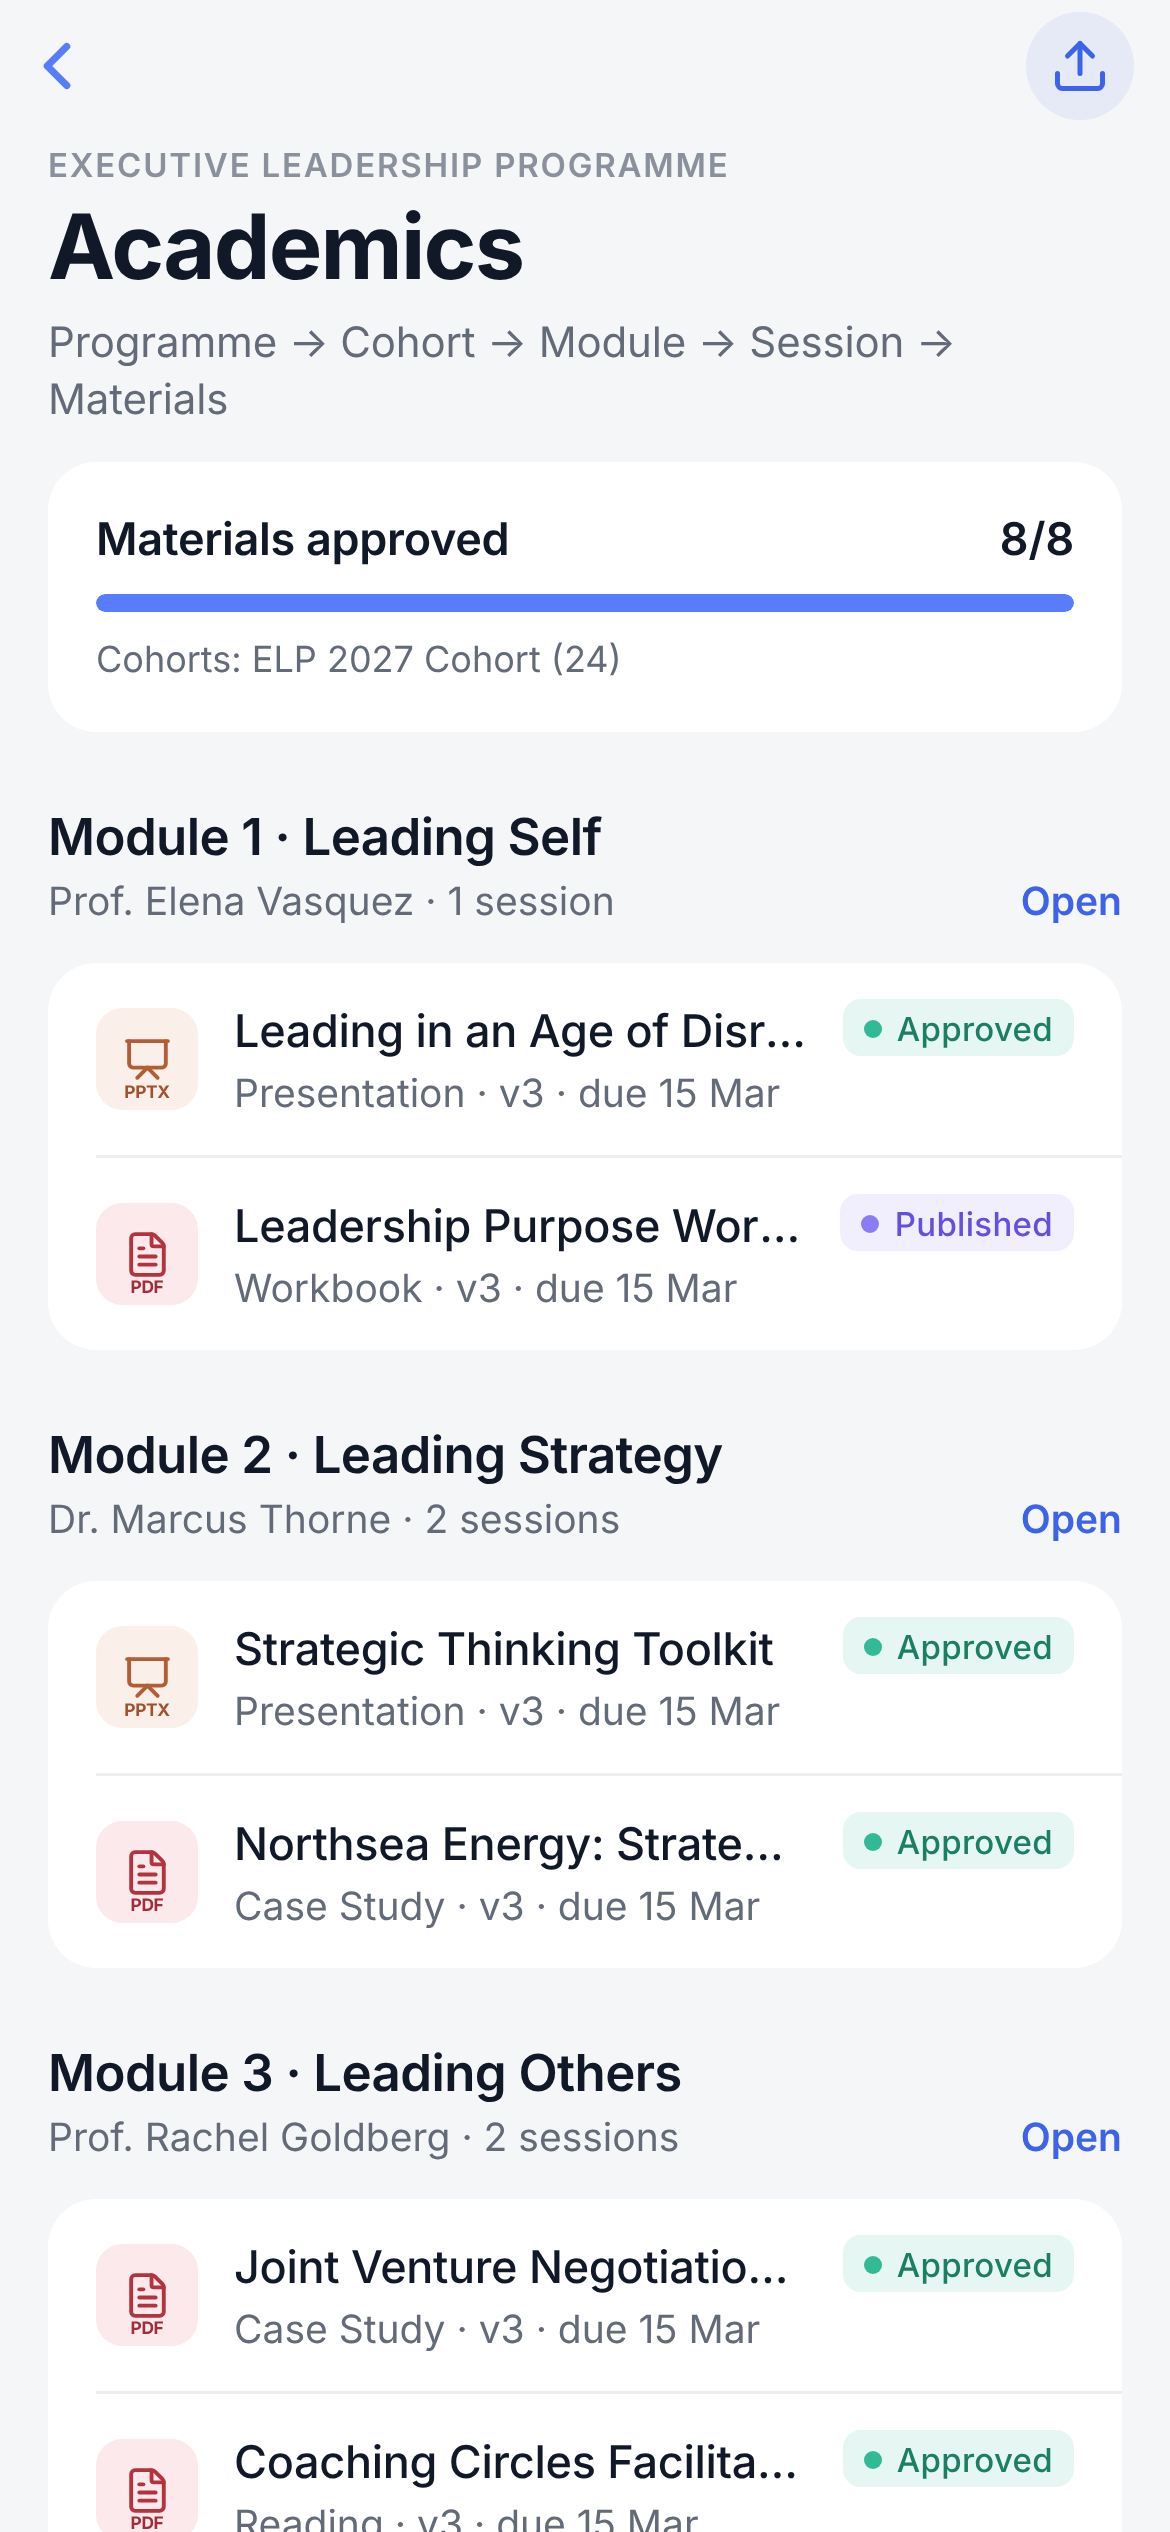 EXECUTIVE LEADERSHIP PROGRAMME
Academics
Programme → Cohort → Module → Session →
Materials
Materials approved 8/8
Cohorts: ELP 2027 Cohort (24)
Module 1 · Leading Self
Prof. Elena Vasquez · 1 session Open
Leading in an Age of Disr... Approved
PPTX Presentation · v3 · due 15 Mar
Leadership Purpose Wor... Published
PDF Workbook · v3 · due 15 Mar
Module 2 · Leading Strategy
Dr. Marcus Thorne · 2 sessions Open
Strategic Thinking Toolkit Approved
PPTX Presentation · v3 · due 15 Mar
Northsea Energy: Strate... Approved
PDF Case Study · v3 · due 15 Mar
Module 3 · Leading Others
Prof. Rachel Goldberg · 2 sessions Open
Joint Venture Negotiatio... Approved
PDF Case Study · v3 · due 15 Mar
Coaching Circles Facilita... Approved
PDF Reading · v3 · due 15 Mar